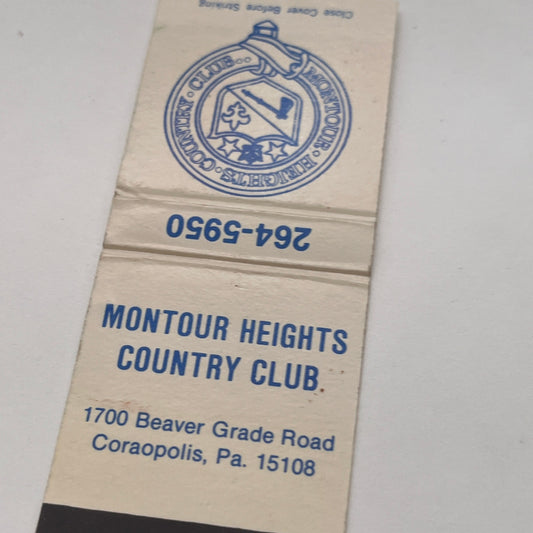 Close Cover Before Striking
MONTOUR · HEIGHTS · COUNTRY · CLUB
264-5950
MONTOUR HEIGHTS
COUNTRY CLUB
1700 Beaver Grade Road
Coraopolis, Pa. 15108